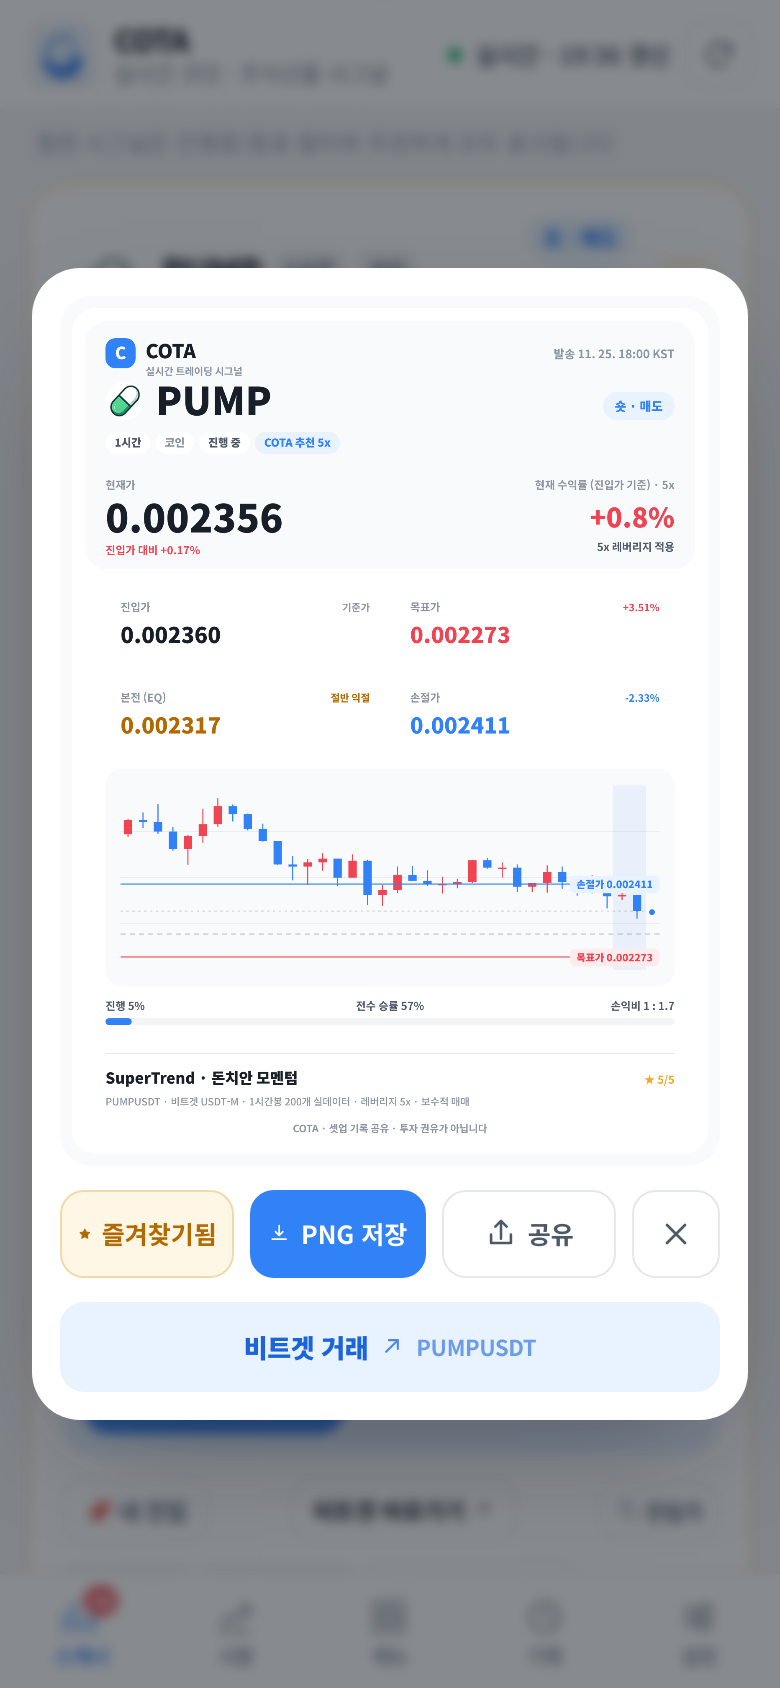 COTA
C COTA
실시간 트레이딩 시그널
발송 11. 25. 18:00 KST
PUMP
숏 · 매도
1시간 코인 진행 중 COTA 추천 5x
현재가
현재 수익률 (진입가 기준) · 5x
0.002356
+0.8%
진입가 대비 +0.17%
5x 레버리지 적용
진입가 기준가
0.002360
목표가 +3.51%
0.002273
본전 (EQ) 절반 익절
0.002317
손절가 -2.33%
0.002411
손절가 0.002411
목표가 0.002273
진행 5% 전수 승률 57% 손익비 1 : 1.7
SuperTrend · 돈치안 모멘텀
★ 5/5
PUMPUSDT · 비트겟 USDT-M · 1시간봉 200개 실데이터 · 레버리지 5x · 보수적 매매
COTA · 셋업 기록 공유 · 투자 권유가 아닙니다
★ 즐겨찾기됨
PNG 저장
공유
비트겟 거래 ↗ PUMPUSDT